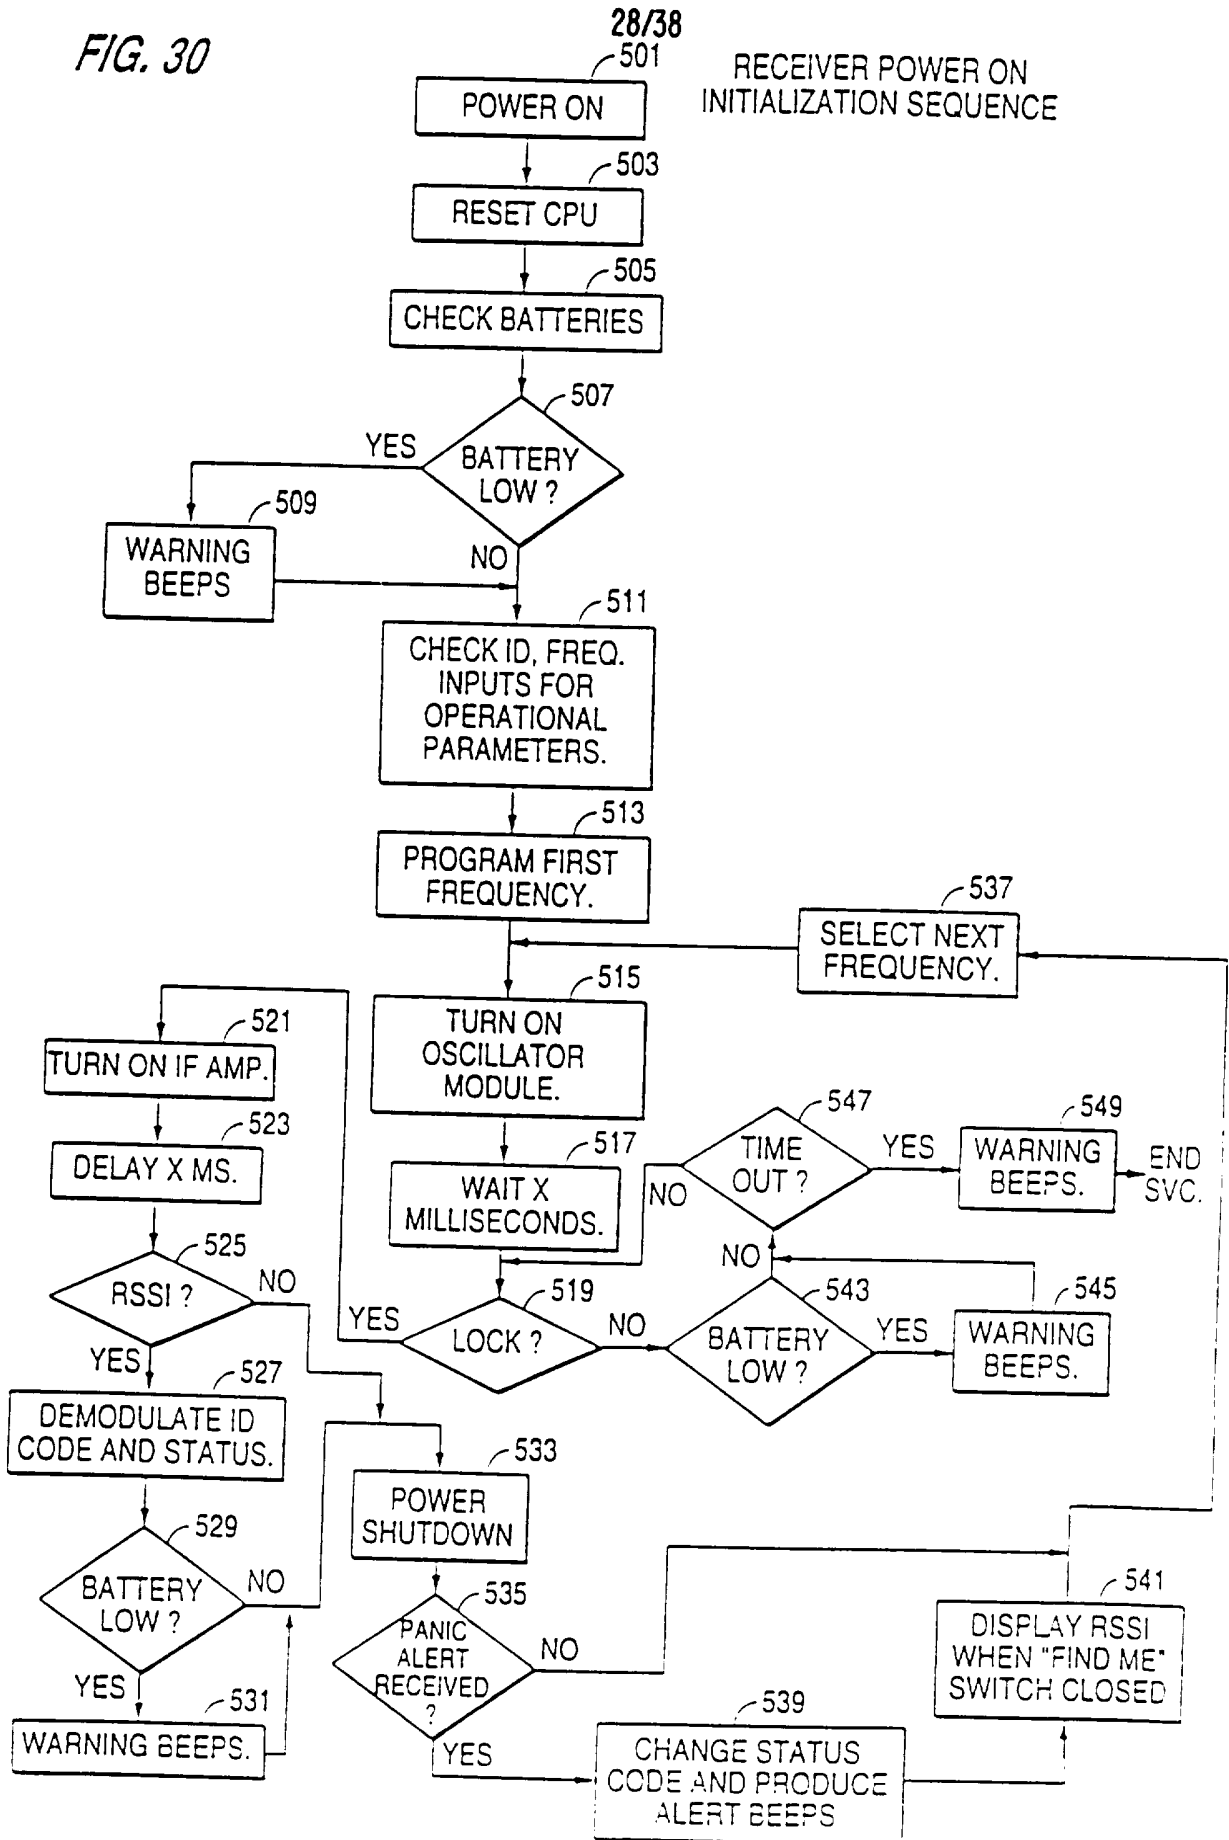 28/38
FIG. 30
RECEIVER POWER ON
INITIALIZATION SEQUENCE
501
POWER ON
503
RESET CPU
505
CHECK BATTERIES
507
BATTERY
LOW ?
YES
NO
509
WARNING
BEEPS
511
CHECK ID, FREQ.
INPUTS FOR
OPERATIONAL
PARAMETERS.
513
PROGRAM FIRST
FREQUENCY.
537
SELECT NEXT
FREQUENCY.
515
TURN ON
OSCILLATOR
MODULE.
521
TURN ON IF AMP.
523
DELAY X MS.
517
WAIT X
MILLISECONDS.
547
TIME
OUT ?
YES
NO
549
WARNING
BEEPS.
END
SVC.
525
RSSI ?
NO
YES
519
LOCK ?
YES
NO
543
BATTERY
LOW ?
NO
YES
545
WARNING
BEEPS.
527
DEMODULATE ID
CODE AND STATUS.
529
BATTERY
LOW ?
NO
YES
531
WARNING BEEPS.
533
POWER
SHUTDOWN
535
PANIC
ALERT
RECEIVED
?
NO
YES
539
CHANGE STATUS
CODE AND PRODUCE
ALERT BEEPS
541
DISPLAY RSSI
WHEN "FIND ME"
SWITCH CLOSED